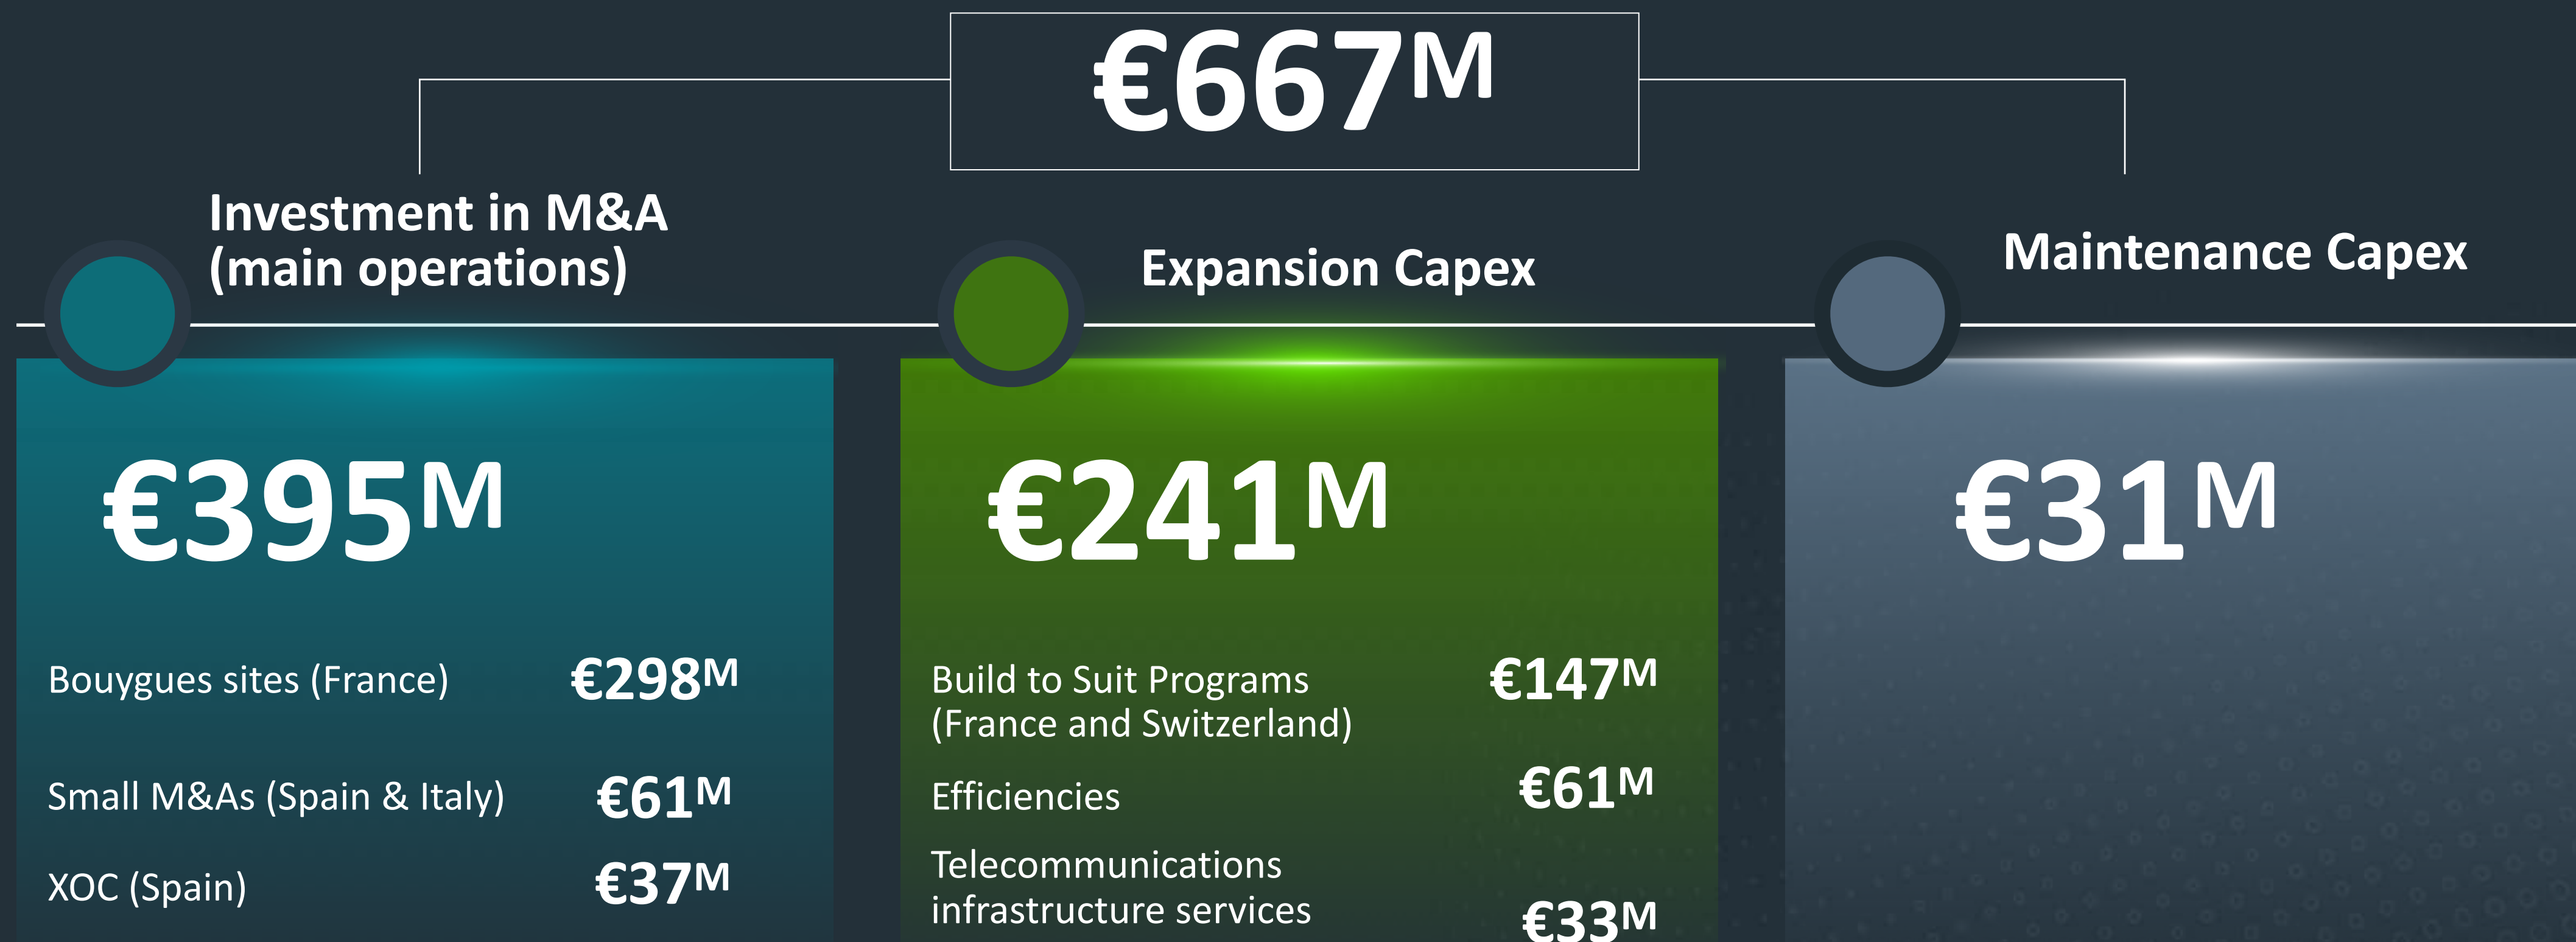 €667M
Investment in M&A
(main operations)
Expansion Capex
Maintenance Capex
€395M
€241M
€31M
Bouygues sites (France) €298M
Small M&As (Spain & Italy) €61M
XOC (Spain) €37M
Build to Suit Programs €147M
(France and Switzerland)
Efficiencies €61M
Telecommunications
infrastructure services €33M